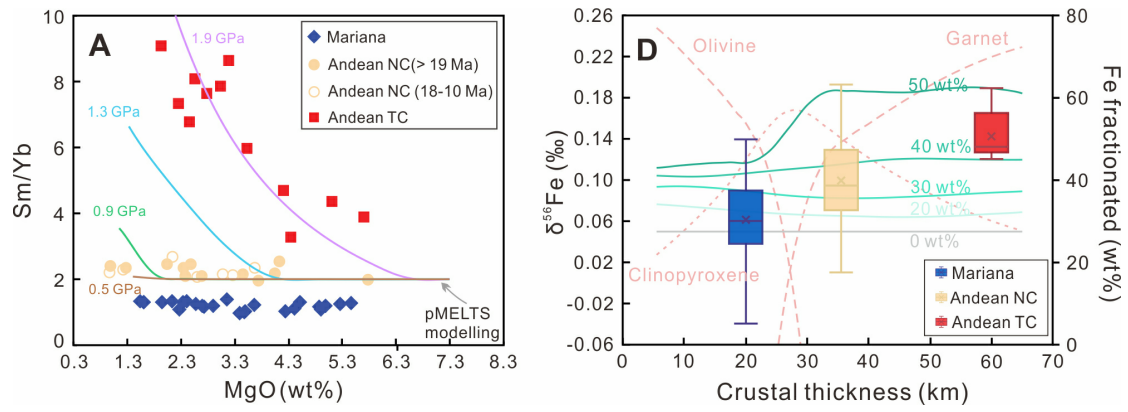 A
1.9 GPa
1.3 GPa
0.9 GPa
0.5 GPa
Mariana
Andean NC(> 19 Ma)
Andean NC (18-10 Ma)
Andean TC
pMELTS
modelling
Sm/Yb
10
8
6
4
2
0
0.3 1.3 2.3 3.3 4.3 5.3 6.3 7.3 8.3
MgO (wt%)
D
Olivine
Garnet
Clinopyroxene
50 wt%
40 wt%
30 wt%
20 wt%
0 wt%
Mariana
Andean NC
Andean TC
δ⁵⁶Fe (‰)
0.26
0.22
0.18
0.14
0.10
0.06
0.02
-0.02
-0.06
0 10 20 30 40 50 60 70
Crustal thickness (km)
80
60
40
20
0
Fe fractionated (wt%)